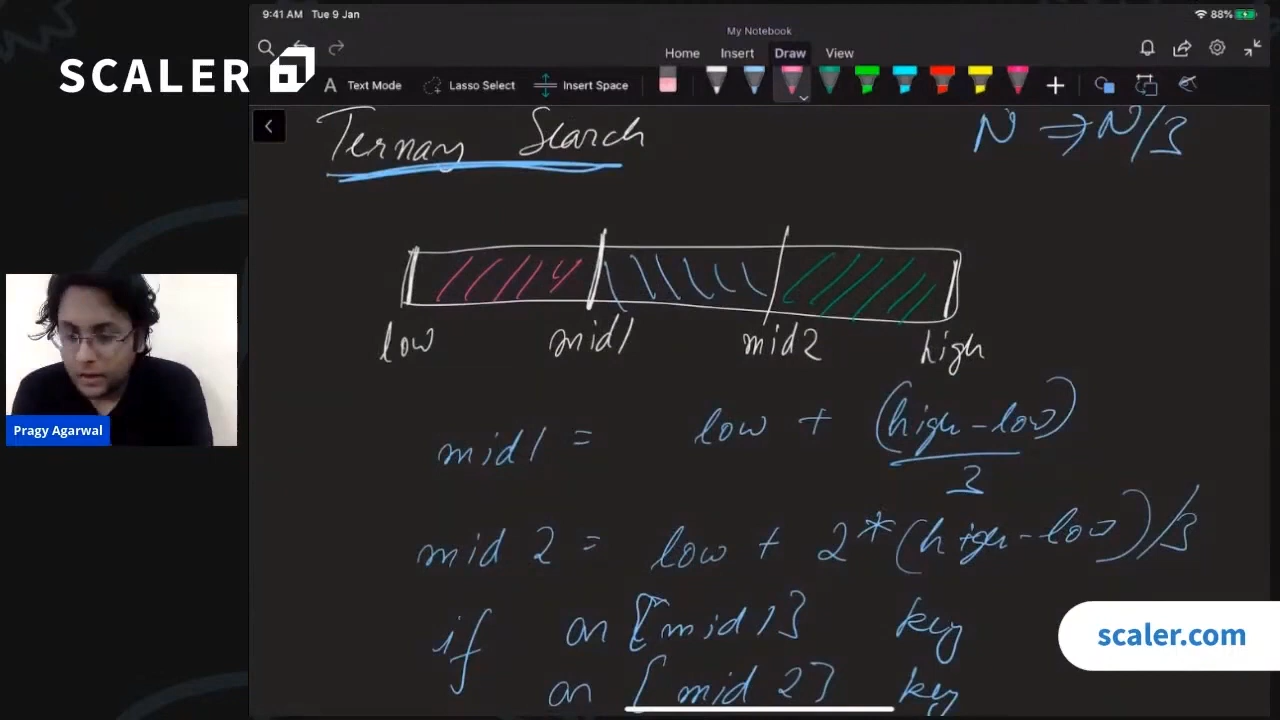 9:41 AM Tue 9 Jan
88%
My Notebook
Home Insert Draw View
SCALER
A Text Mode Lasso Select Insert Space
Ternary Search
N ⇒ N/3
low mid1 mid2 high
mid1 = low + (high-low)
3
mid 2 = low + 2*(high-low)/3
if arr [mid1] key
arr [mid 2] key
Pragy Agarwal
scaler.com